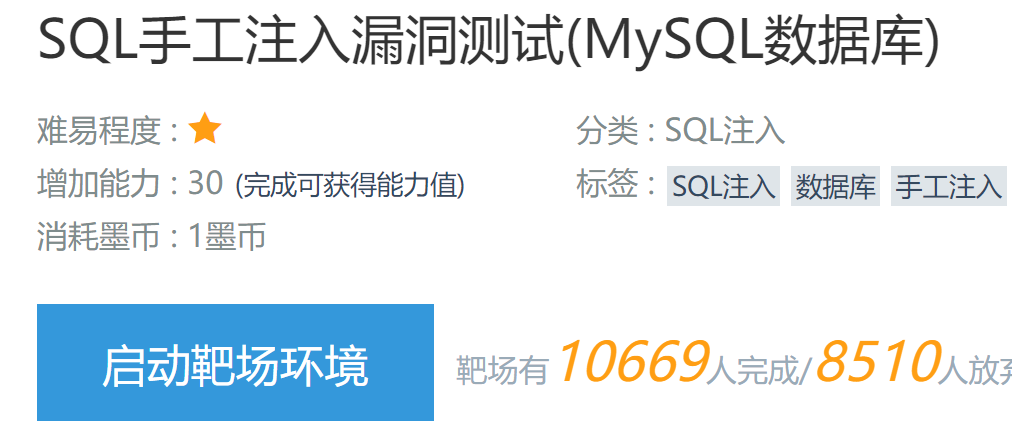 SQL手工注入漏洞测试(MySQL数据库)
难易程度 :
分类 : SQL注入
增加能力 : 30 (完成可获得能力值)
标签 : SQL注入 数据库 手工注入
消耗墨币 : 1墨币
启动靶场环境
靶场有10669人完成/8510人放